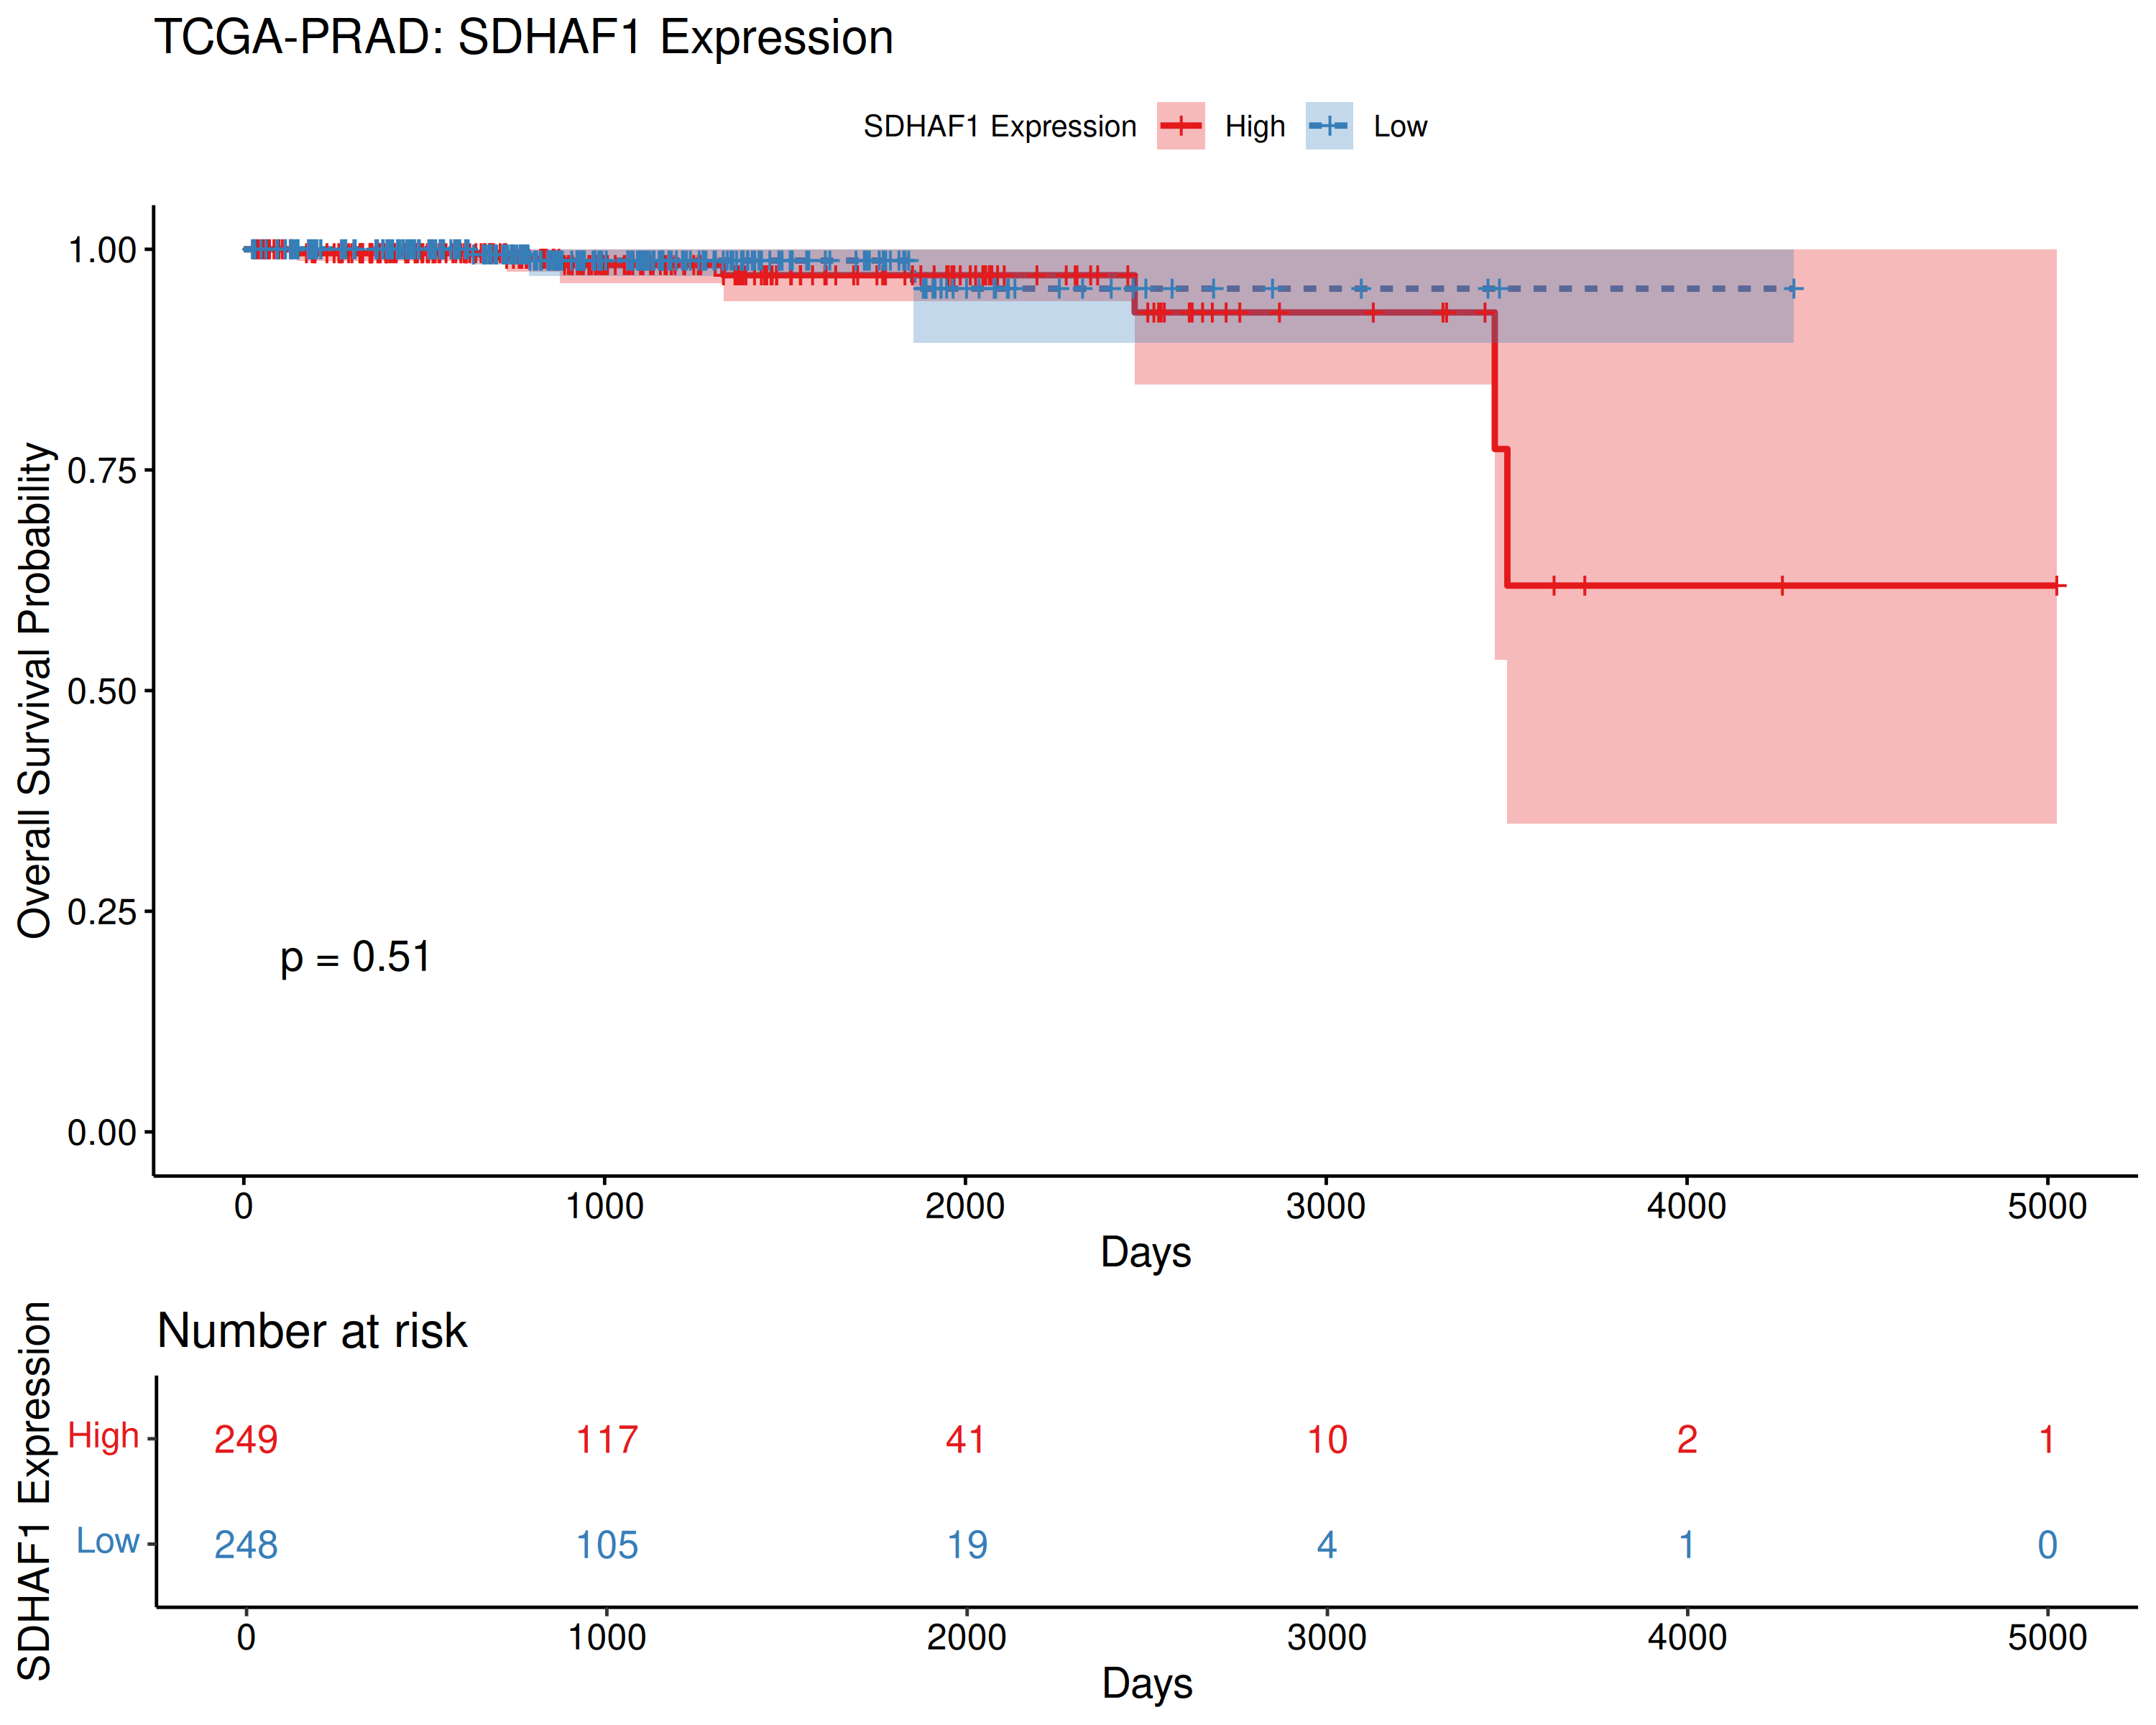 TCGA-PRAD: SDHAF1 Expression
SDHAF1 Expression High Low
Overall Survival Probability
1.00
0.75
0.50
0.25
0.00
p = 0.51
0 1000 2000 3000 4000 5000
Days
Number at risk
SDHAF1 Expression
High 249 117 41 10 2 1
Low 248 105 19 4 1 0
0 1000 2000 3000 4000 5000
Days